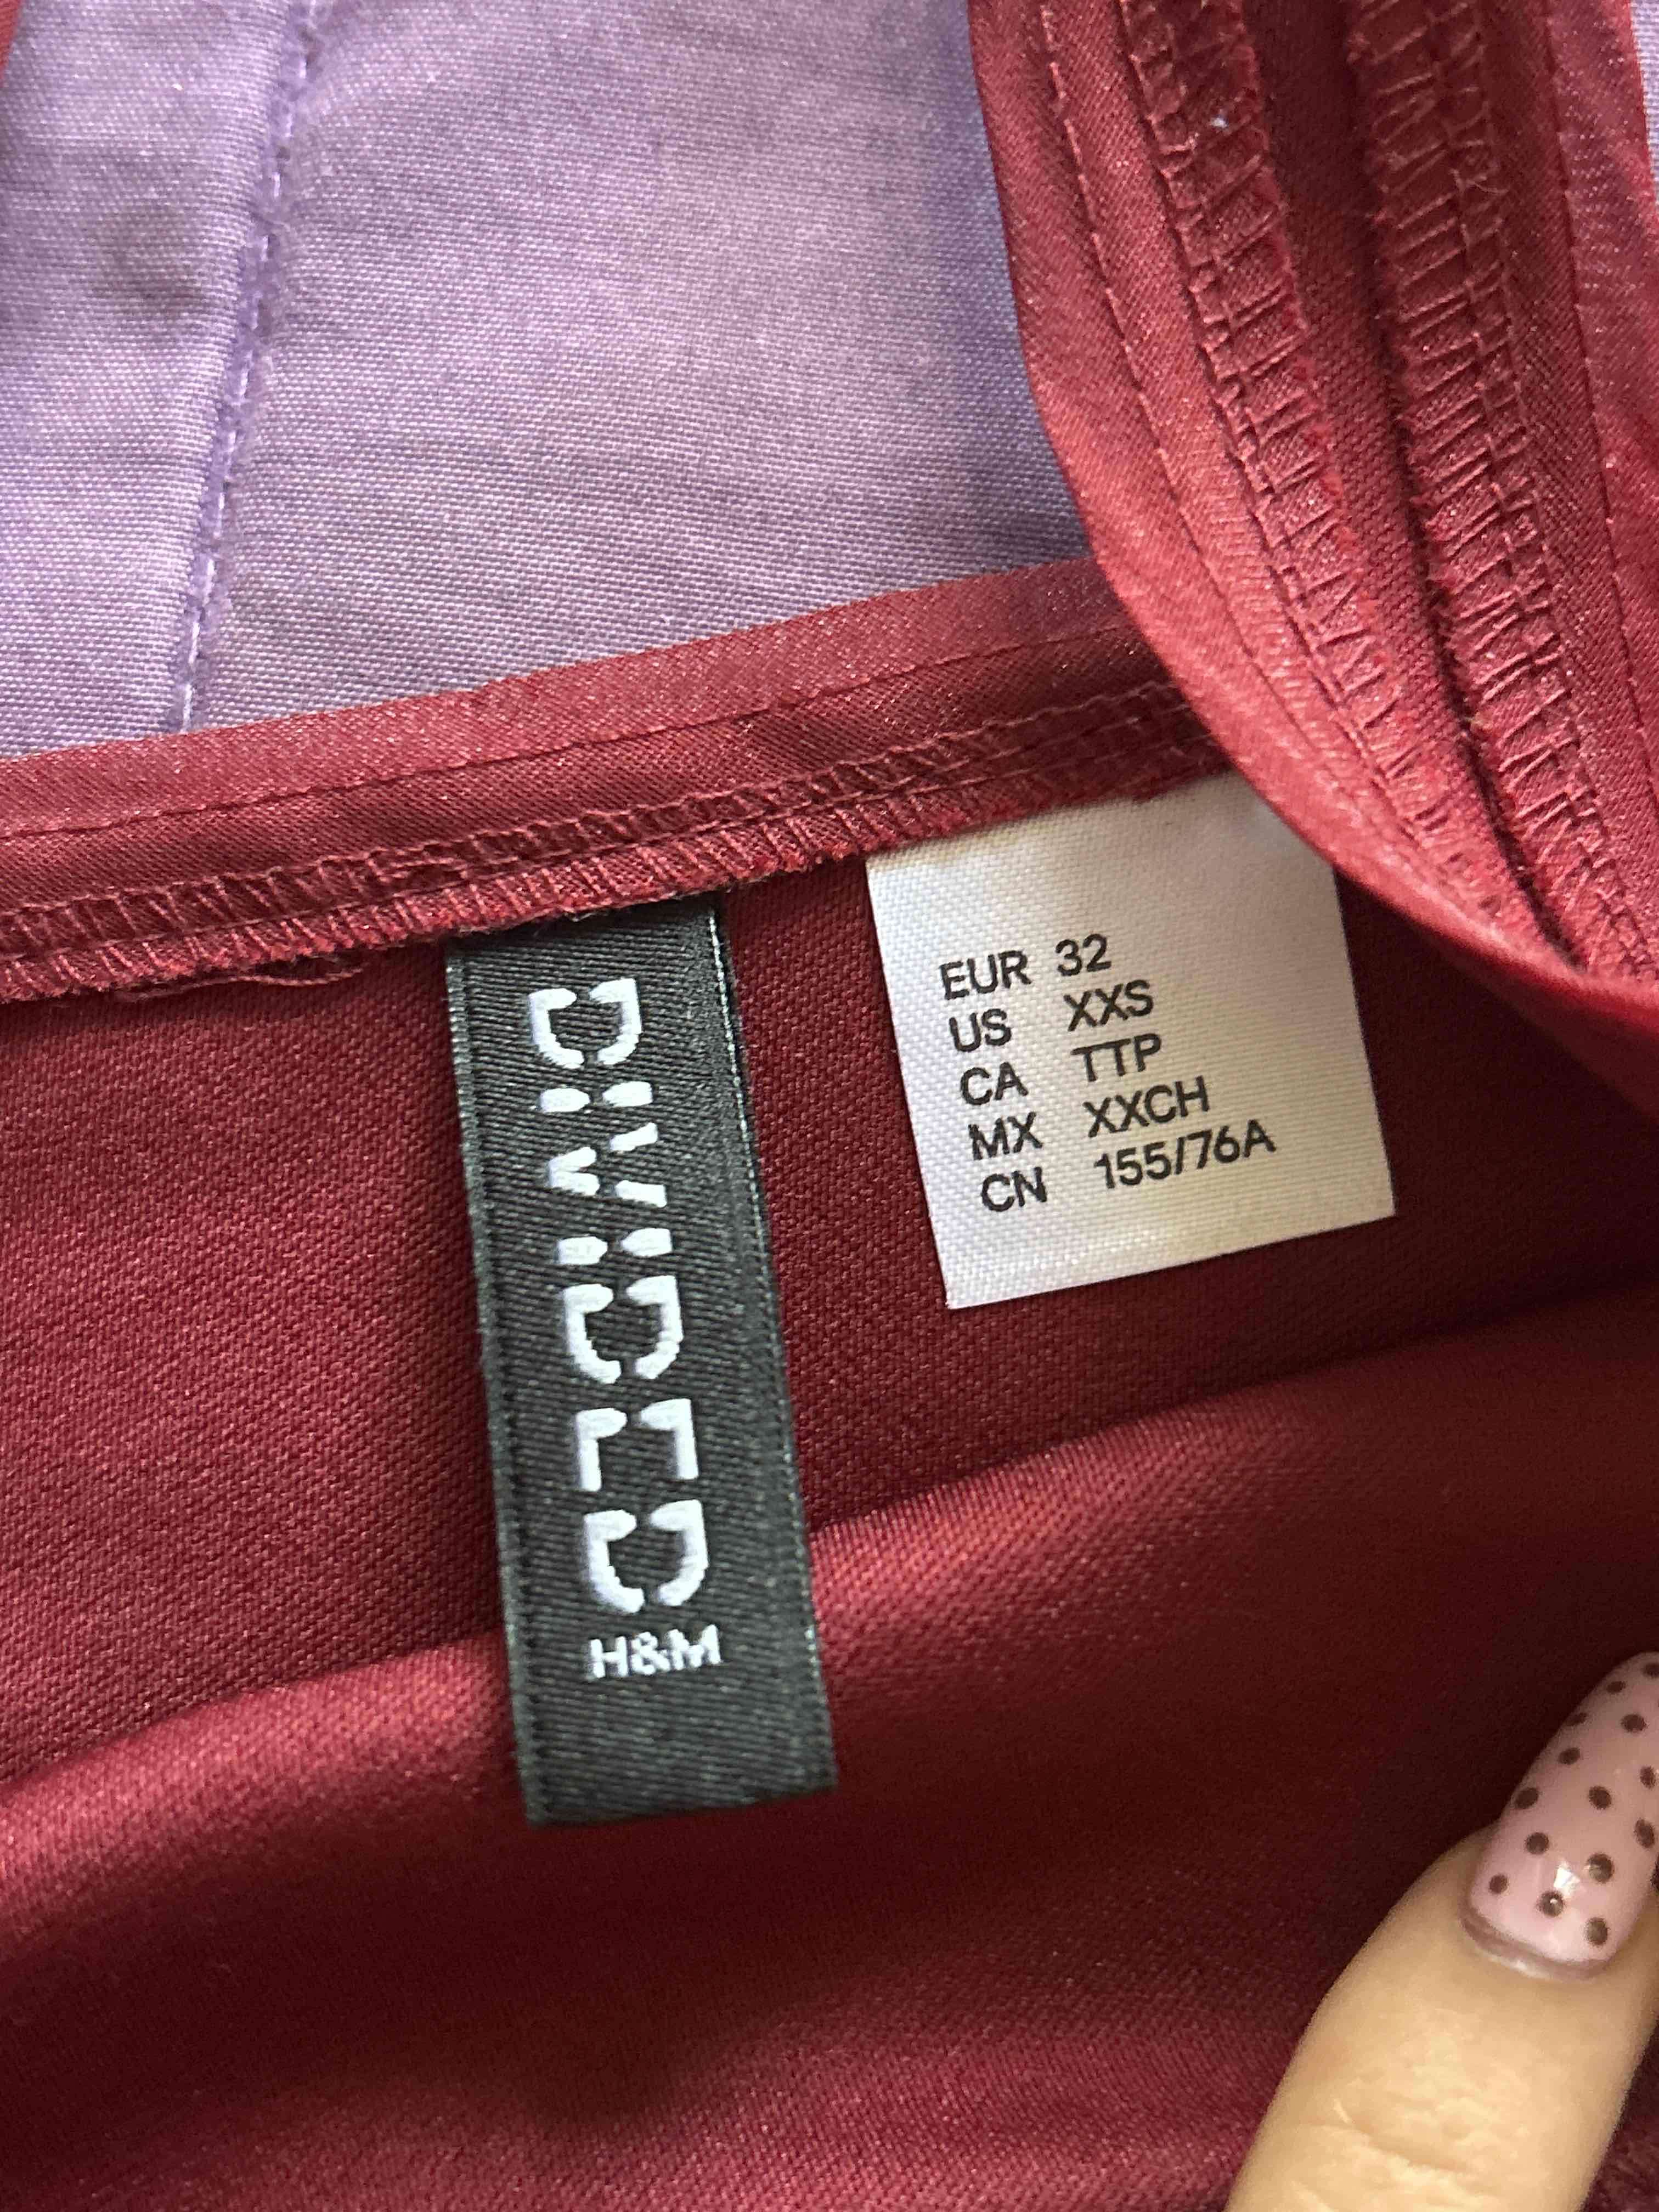 DIVIDED
H&M
EUR 32
US XXS
CA TTP
MX XXCH
CN 155/76A